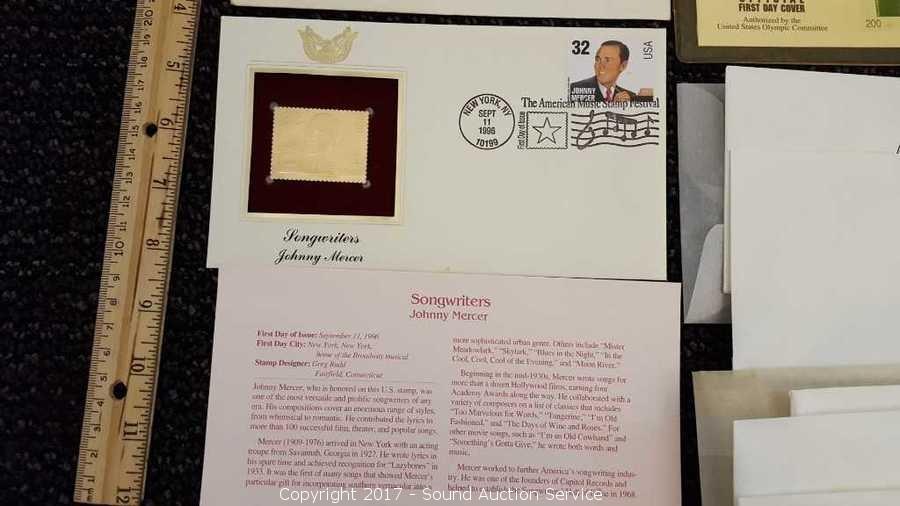 OFFICIAL
FIRST DAY COVER
Authorized by the
United States Olympic Committee
200
32
USA
JOHNNY
MERCER
NEW YORK, NY
SEPT
11
1996
10199
The American Music Stamp Festival
First Day of Issue
Songwriters
Johnny Mercer
Songwriters
Johnny Mercer
First Day of Issue: September 11, 1996
First Day City: New York, New York,
home of the Broadway musical
Stamp Designer: Greg Rudd
Fairfield, Connecticut
Johnny Mercer, who is honored on this U.S. stamp, was
one of the most versatile and prolific songwriters of any
era. His compositions cover an enormous range of styles,
from whimsical to romantic. He contributed the lyrics to
more than 100 successful film, theater, and popular songs.
Mercer (1909-1976) arrived in New York with an acting
troupe from Savannah, Georgia in 1927. He wrote lyrics in
his spare time and achieved recognition for "Lazybones" in
1933. It was the first of many songs that showed Mercer's
particular gift for incorporating southern vernacular into a
more sophisticated urban genre. Others include "Mister
Meadowlark," "Skylark," "Blues in the Night," "In the
Cool, Cool, Cool of the Evening," and "Moon River."
Beginning in the mid-1930s, Mercer wrote songs for
more than a dozen Hollywood films, earning four
Academy Awards along the way. He collaborated with a
variety of composers on a list of classics that includes
"Too Marvelous for Words," "Tangerine," "I'm Old
Fashioned," and "The Days of Wine and Roses." For
other movie songs, such as "I'm an Old Cowhand" and
"Something's Gotta Give," he wrote both words and
music.
Mercer worked to further America's songwriting indus-
try. He was one of the founders of Capitol Records and
helped to establish the Songwriters' Hall of Fame in 1968.
Copyright 2017 - Sound Auction Service